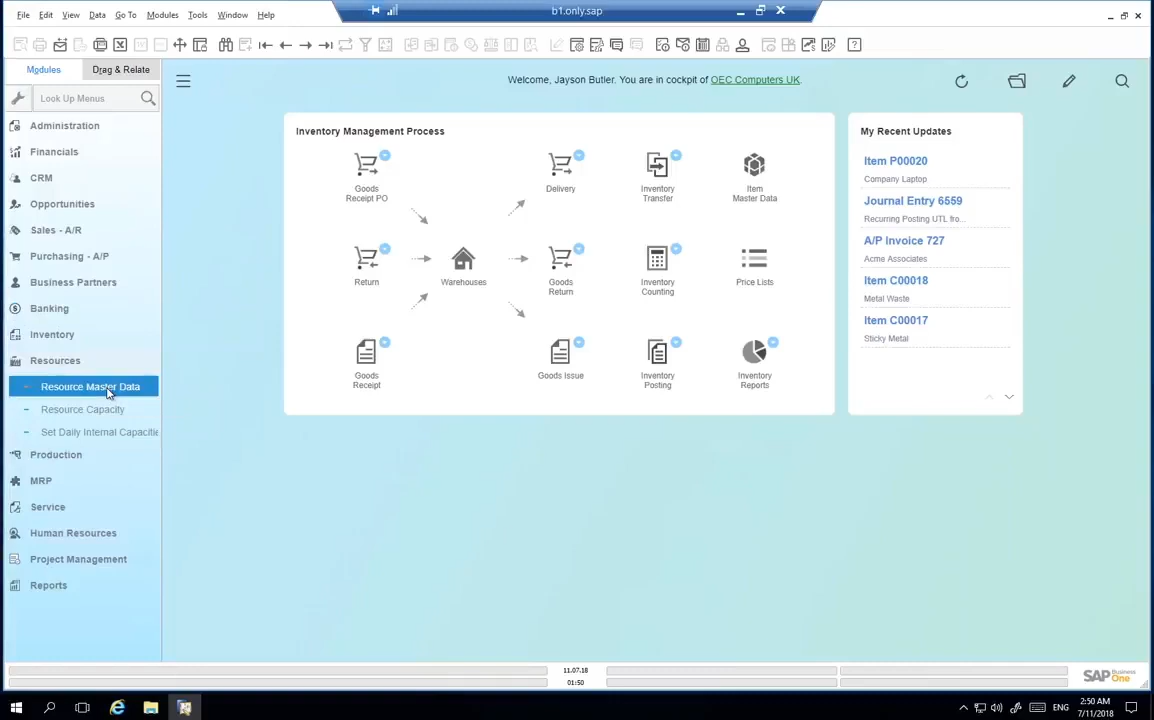 b1.only.sap
File Edit View Data Go To Modules Tools Window Help
Modules Drag & Relate
Look Up Menus
Welcome, Jayson Butler. You are in cockpit of OEC Computers UK.
Administration
Financials
CRM
Opportunities
Sales - A/R
Purchasing - A/P
Business Partners
Banking
Inventory
Resources
Resource Master Data
Resource Capacity
Set Daily Internal Capacitie
Production
MRP
Service
Human Resources
Project Management
Reports
Inventory Management Process
Goods
Receipt PO
Delivery
Inventory
Transfer
Item
Master Data
Return
Warehouses
Goods
Return
Inventory
Counting
Price Lists
Goods
Receipt
Goods Issue
Inventory
Posting
Inventory
Reports
My Recent Updates
Item P00020
Company Laptop
Journal Entry 6559
Recurring Posting UTL fro...
A/P Invoice 727
Acme Associates
Item C00018
Metal Waste
Item C00017
Sticky Metal
11.07.18
01:50
SAP Business One
ENG
2:50 AM
7/11/2018